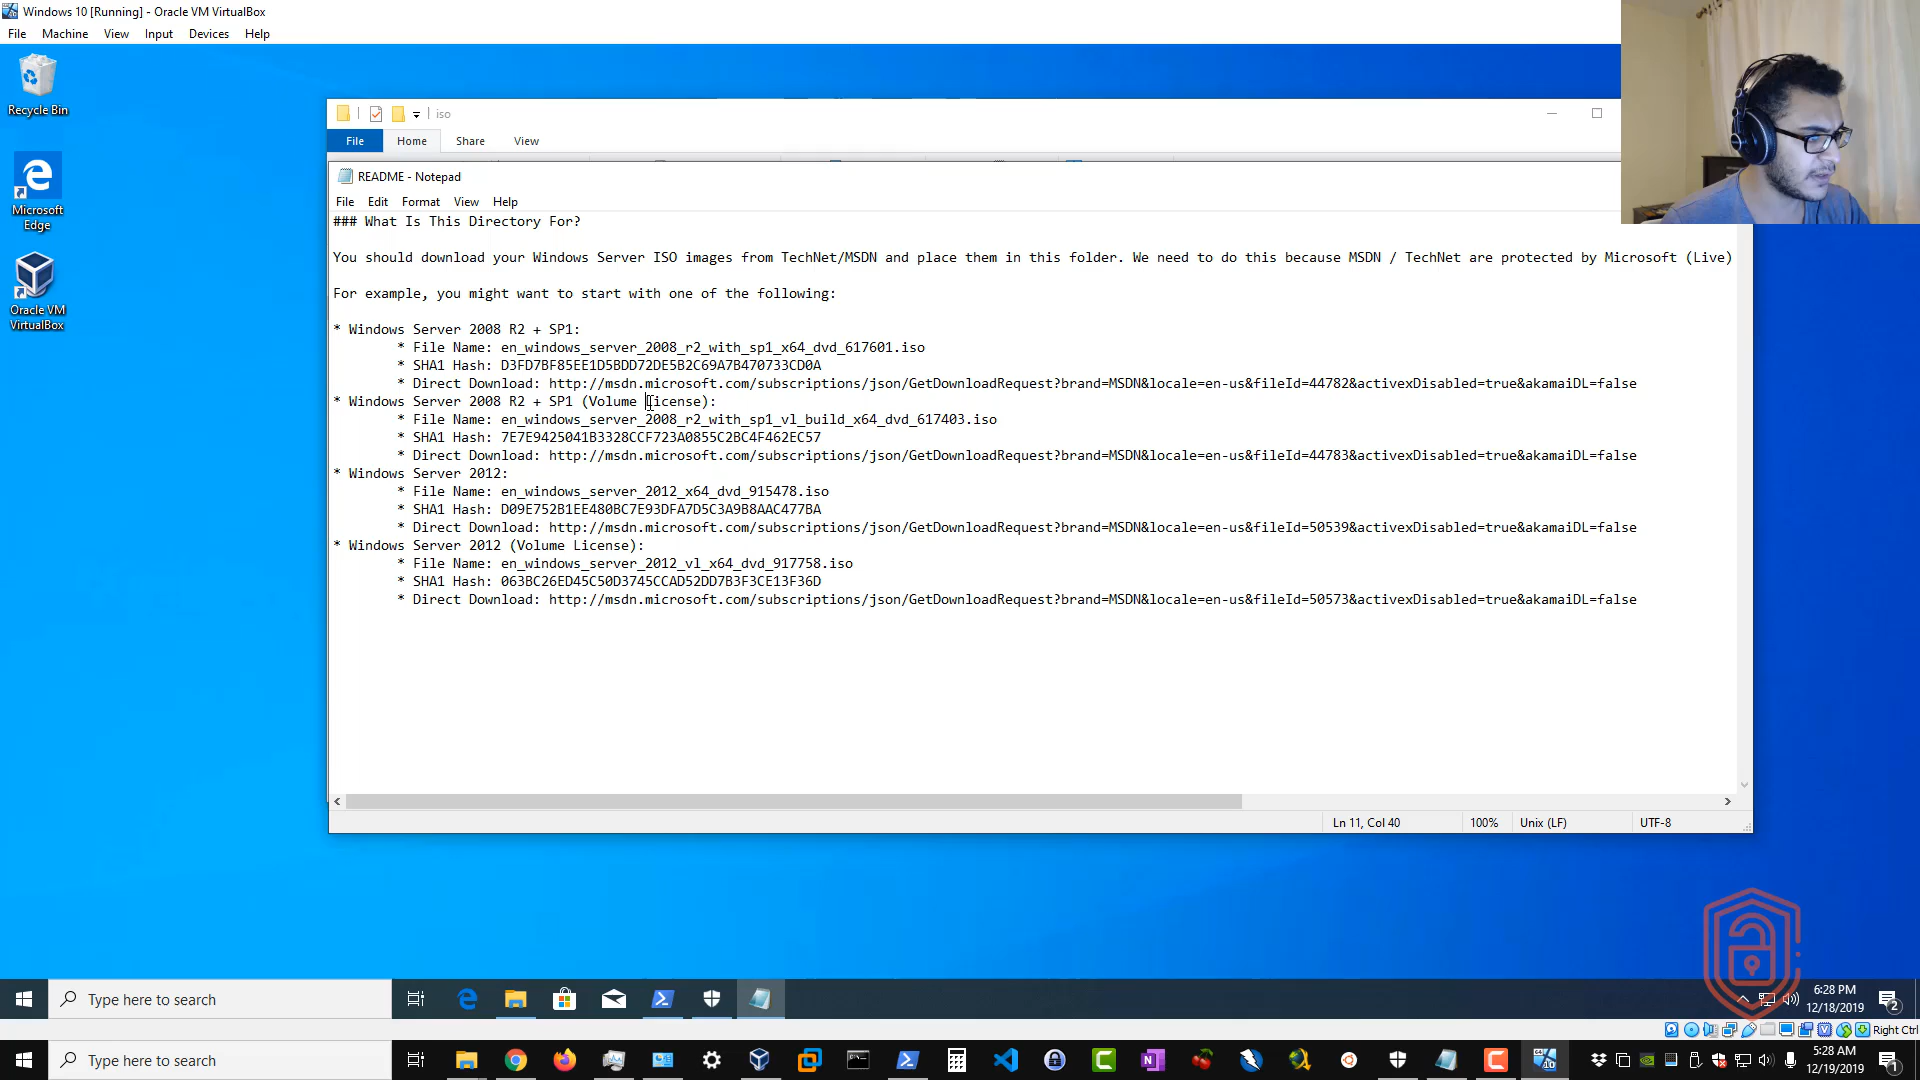 Windows 10 [Running] - Oracle VM VirtualBox
File Machine View Input Devices Help
Recycle Bin
Microsoft
Edge
Oracle VM
VirtualBox
iso
File Home Share View
README - Notepad
File Edit Format View Help
### What Is This Directory For?
You should download your Windows Server ISO images from TechNet/MSDN and place them in this folder. We need to do this because MSDN / TechNet are protected by Microsoft (Live)
For example, you might want to start with one of the following:
* Windows Server 2008 R2 + SP1:
* File Name: en_windows_server_2008_r2_with_sp1_x64_dvd_617601.iso
* SHA1 Hash: D3FD7BF85EE1D5BDD72DE5B2C69A7B470733CD0A
* Direct Download: http://msdn.microsoft.com/subscriptions/json/GetDownloadRequest?brand=MSDN&locale=en-us&fileId=44782&activexDisabled=true&akamaiDL=false
* Windows Server 2008 R2 + SP1 (Volume License):
* File Name: en_windows_server_2008_r2_with_sp1_vl_build_x64_dvd_617403.iso
* SHA1 Hash: 7E7E9425041B3328CCF723A0855C2BC4F462EC57
* Direct Download: http://msdn.microsoft.com/subscriptions/json/GetDownloadRequest?brand=MSDN&locale=en-us&fileId=44783&activexDisabled=true&akamaiDL=false
* Windows Server 2012:
* File Name: en_windows_server_2012_x64_dvd_915478.iso
* SHA1 Hash: D09E752B1EE480BC7E93DFA7D5C3A9B8AAC477BA
* Direct Download: http://msdn.microsoft.com/subscriptions/json/GetDownloadRequest?brand=MSDN&locale=en-us&fileId=50539&activexDisabled=true&akamaiDL=false
* Windows Server 2012 (Volume License):
* File Name: en_windows_server_2012_vl_x64_dvd_917758.iso
* SHA1 Hash: 063BC26ED45C50D3745CCAD52DD7B3F3CE13F36D
* Direct Download: http://msdn.microsoft.com/subscriptions/json/GetDownloadRequest?brand=MSDN&locale=en-us&fileId=50573&activexDisabled=true&akamaiDL=false
Ln 11, Col 40 100% Unix (LF) UTF-8
Type here to search
6:28 PM
12/18/2019
2
Right Ctrl
Type here to search
5:28 AM
12/19/2019
1